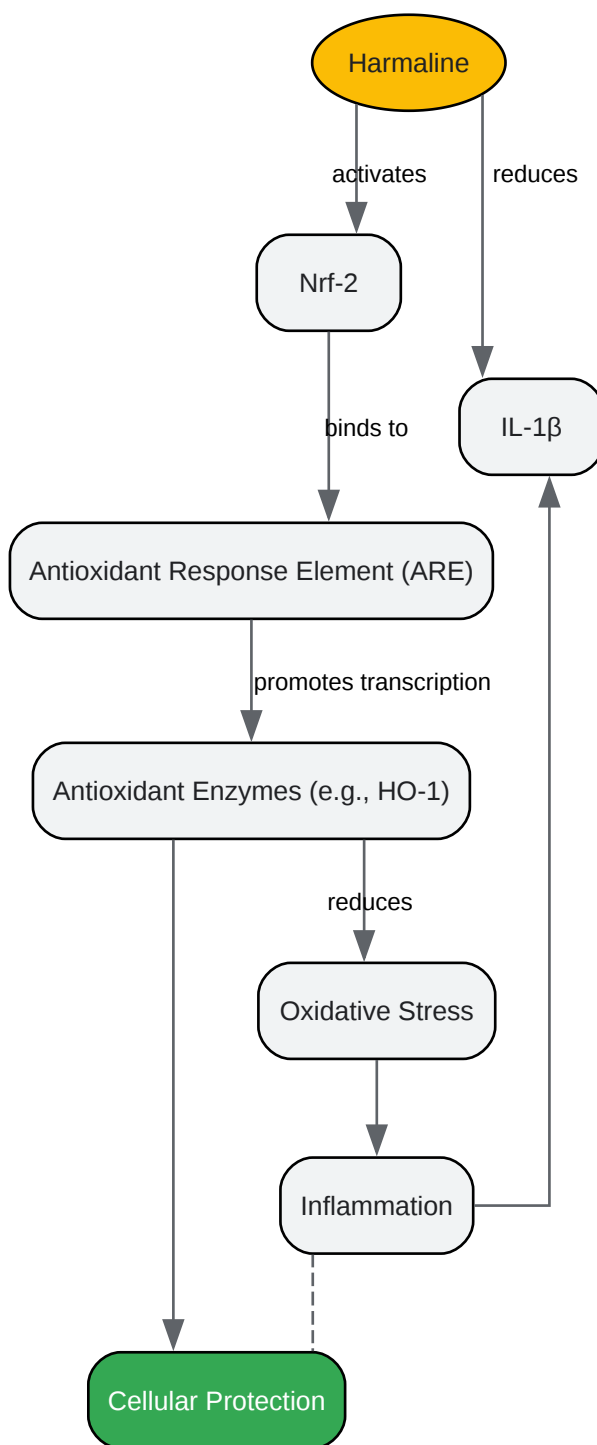 Harmaline
activates
reduces
Nrf-2
IL-1β
binds to
Antioxidant Response Element (ARE)
promotes transcription
Antioxidant Enzymes (e.g., HO-1)
reduces
Oxidative Stress
Inflammation
Cellular Protection